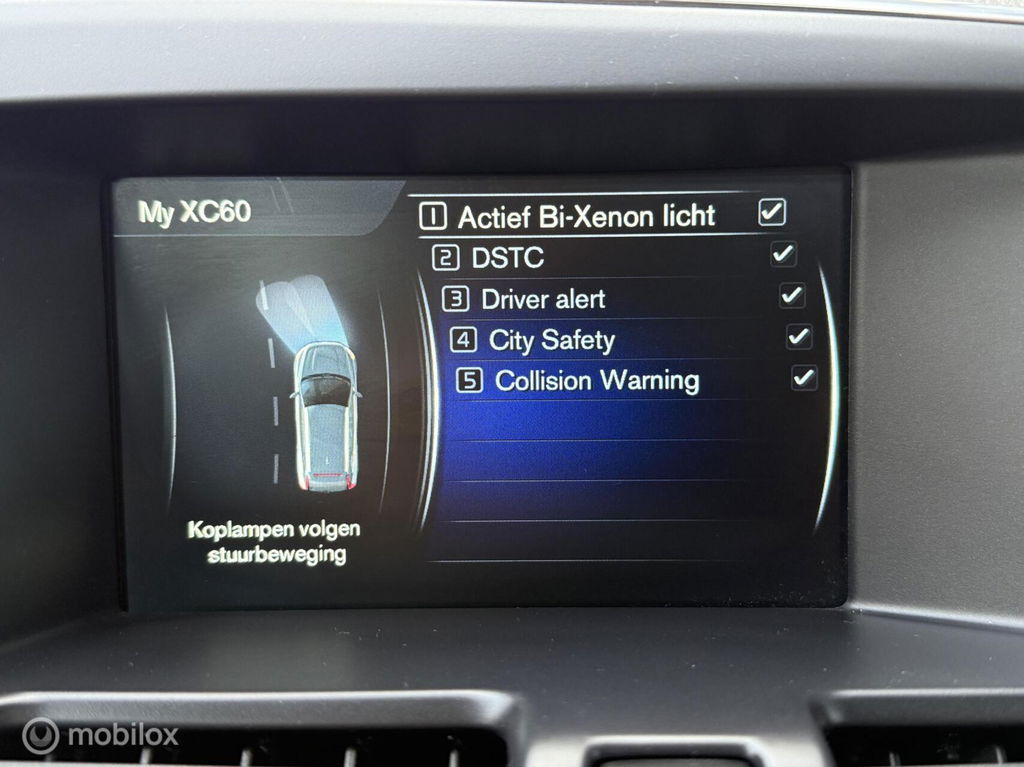 My XC60
1 Actief Bi-Xenon licht
2 DSTC
3 Driver alert
4 City Safety
5 Collision Warning
Koplampen volgen
stuurbeweging
mobilox